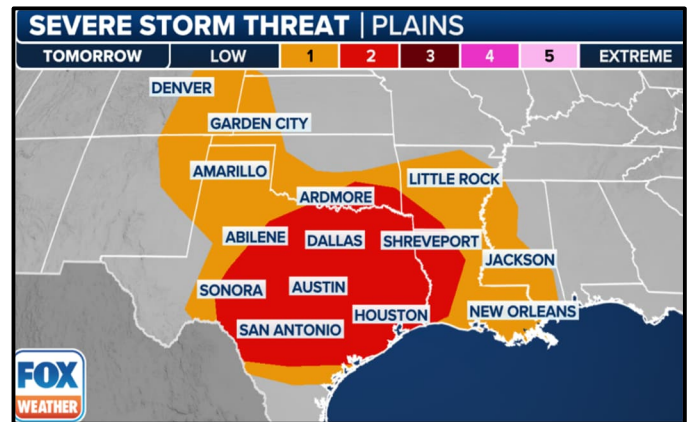 SEVERE STORM THREAT | PLAINS
TOMORROW LOW 1 2 3 4 5 EXTREME
DENVER
GARDEN CITY
AMARILLO
LITTLE ROCK
ARDMORE
ABILENE
DALLAS
SHREVEPORT
JACKSON
SONORA
AUSTIN
HOUSTON
NEW ORLEANS
SAN ANTONIO
FOX
WEATHER